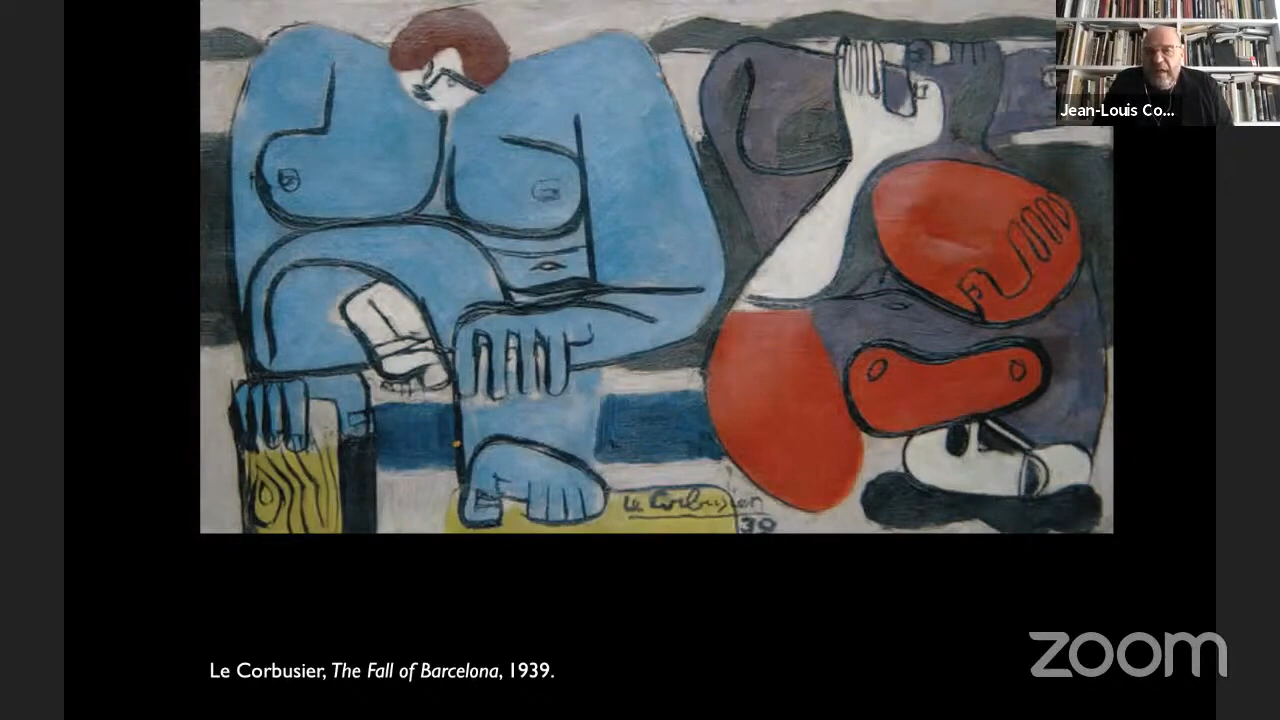 Jean-Louis Co...
Le Corbusier
39
Le Corbusier, The Fall of Barcelona, 1939.
zoom